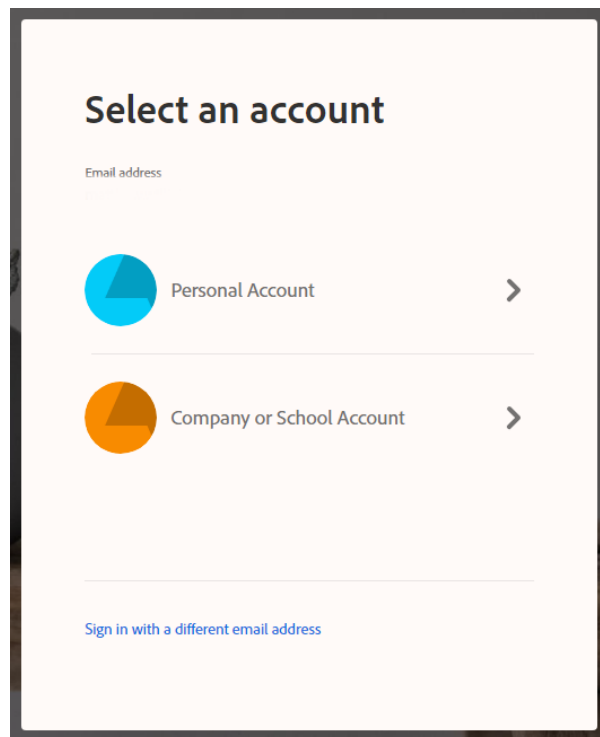 Select an account
Email address
Personal Account
Company or School Account
Sign in with a different email address